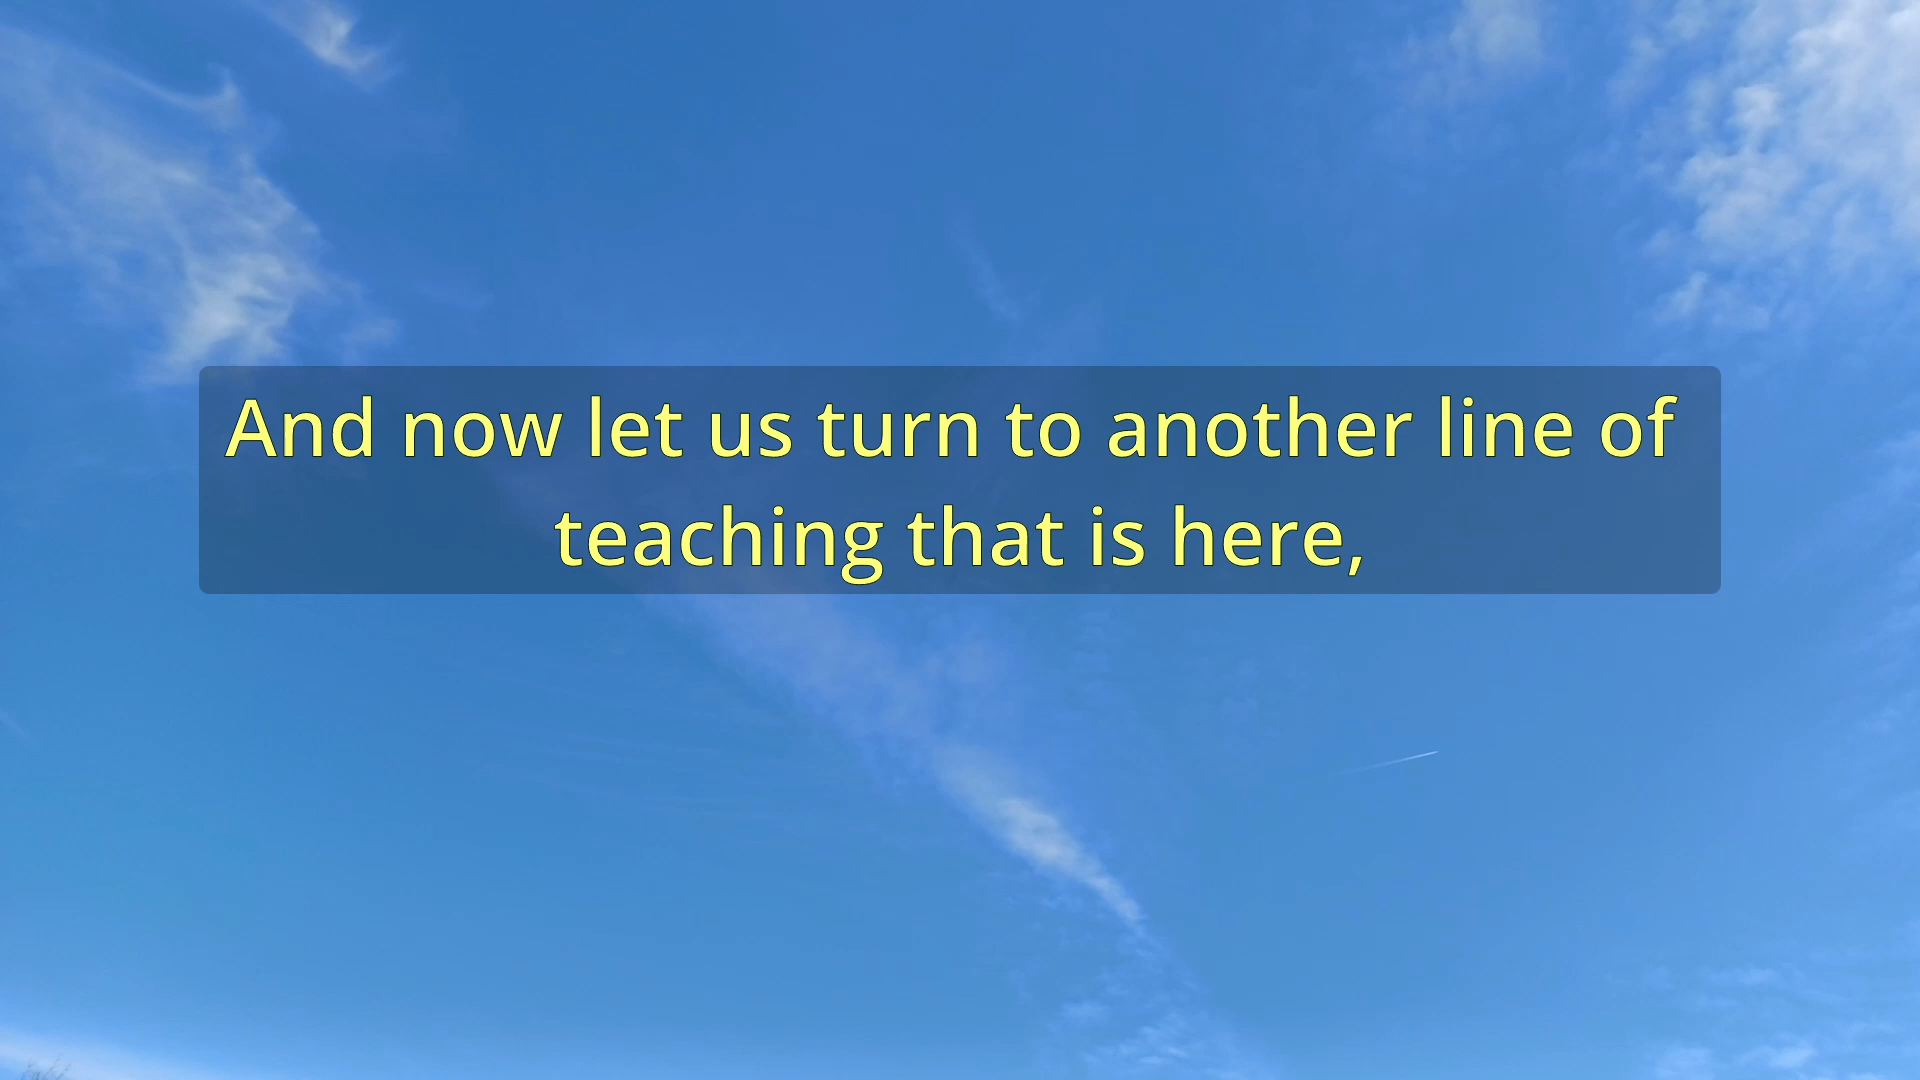 And now let us turn to another line of
teaching that is here,